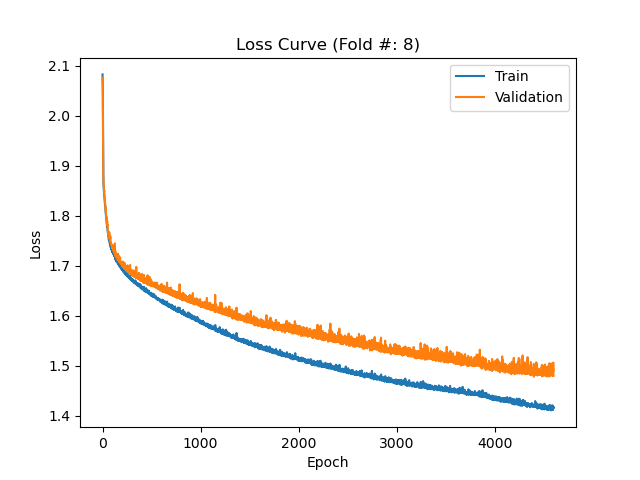 Loss Curve (Fold #: 8)
2.1
2.0
1.9
1.8
1.7
1.6
1.5
1.4
Loss
Train
Validation
0 1000 2000 3000 4000
Epoch